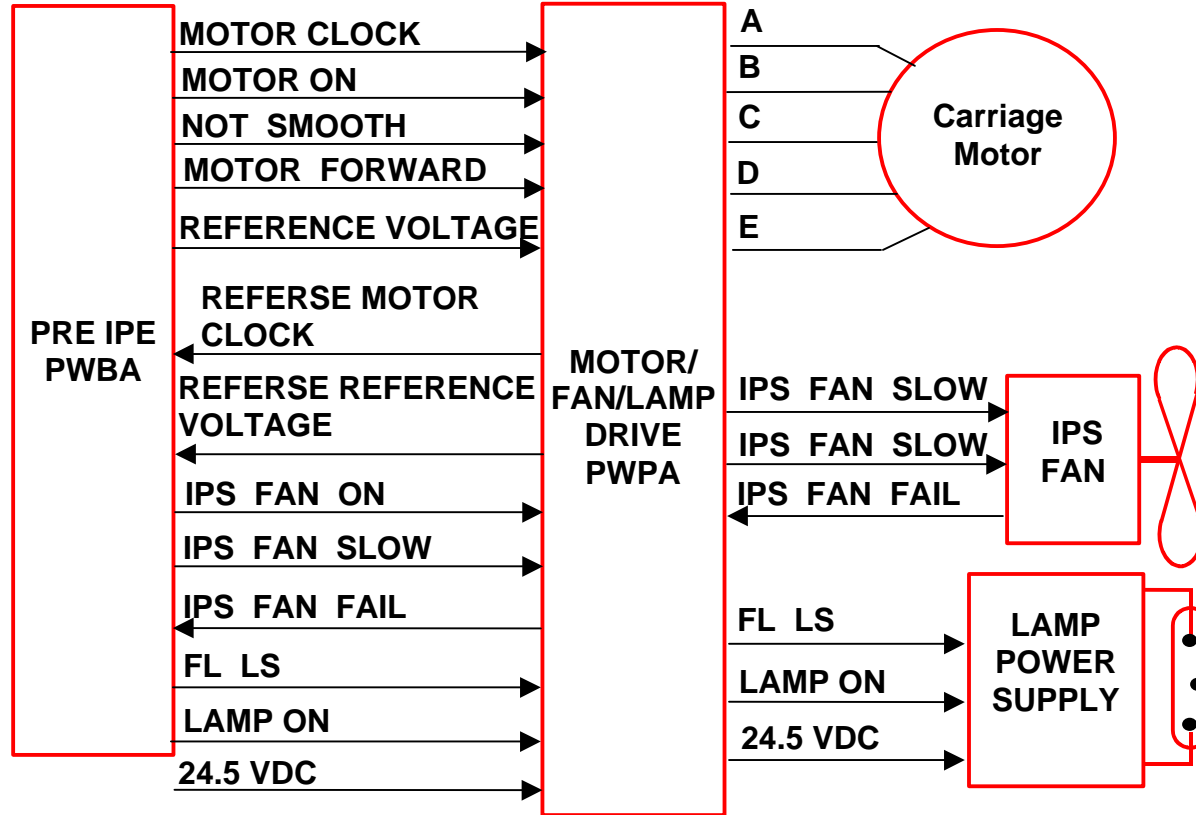 MOTOR CLOCK
MOTOR ON
NOT SMOOTH
MOTOR FORWARD
REFERENCE VOLTAGE
REFERSE MOTOR
CLOCK
REFERSE REFERENCE
VOLTAGE
IPS FAN ON
IPS FAN SLOW
IPS FAN FAIL
FL LS
LAMP ON
24.5 VDC
PRE IPE
PWBA
MOTOR/
FAN/LAMP
DRIVE
PWPA
A
B
C
D
E
Carriage
Motor
IPS FAN SLOW
IPS FAN SLOW
IPS FAN FAIL
IPS
FAN
FL LS
LAMP ON
24.5 VDC
LAMP
POWER
SUPPLY